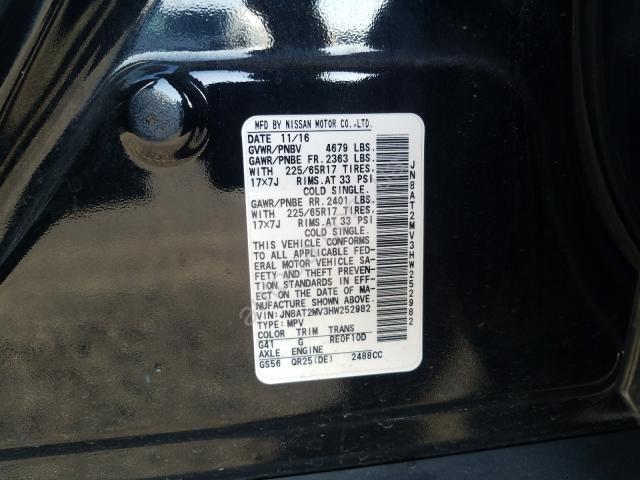 MFD BY NISSAN MOTOR CO.,LTD.
DATE 11/16
GVWR/PNBV 4679 LBS.
GAWR/PNBE FR. 2363 LBS.
WITH 225/65R17 TIRES,
17X7J RIMS, AT 33 PSI
COLD SINGLE.
GAWR/PNBE RR. 2401 LBS.
WITH 225/65R17 TIRES,
17X7J RIMS, AT 33 PSI
COLD SINGLE.
THIS VEHICLE CONFORMS
TO ALL APPLICABLE FED-
ERAL MOTOR VEHICLE SA-
FETY AND THEFT PREVEN-
TION STANDARDS IN EFF-
ECT ON THE DATE OF MA-
NUFACTURE SHOWN ABOVE.
VIN: JN8AT2MV3HW252982
TYPE: MPV
COLOR TRIM TRANS
G41 G RE0F10D
AXLE ENGINE
GS56 QR25(DE) 2488CC
JN8AT2MV3HW252982